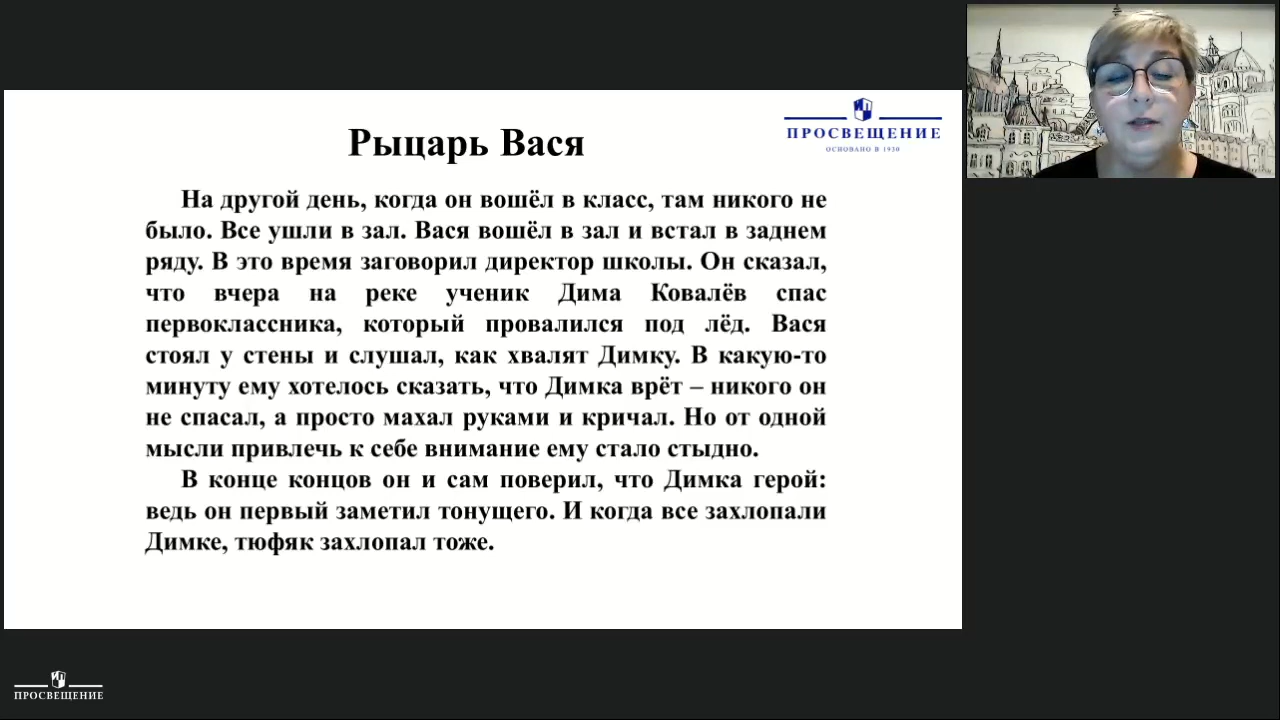 Рыцарь Вася
ПРОСВЕЩЕНИЕ
ОСНОВАНО В 1930
На другой день, когда он вошёл в класс, там никого не
было. Все ушли в зал. Вася вошёл в зал и встал в заднем
ряду. В это время заговорил директор школы. Он сказал,
что вчера на реке ученик Дима Ковалёв спас
первоклассника, который провалился под лёд. Вася
стоял у стены и слушал, как хвалят Димку. В какую-то
минуту ему хотелось сказать, что Димка врёт – никого он
не спасал, а просто махал руками и кричал. Но от одной
мысли привлечь к себе внимание ему стало стыдно.
В конце концов он и сам поверил, что Димка герой:
ведь он первый заметил тонущего. И когда все захлопали
Димке, тюфяк захлопал тоже.
ПРОСВЕЩЕНИЕ